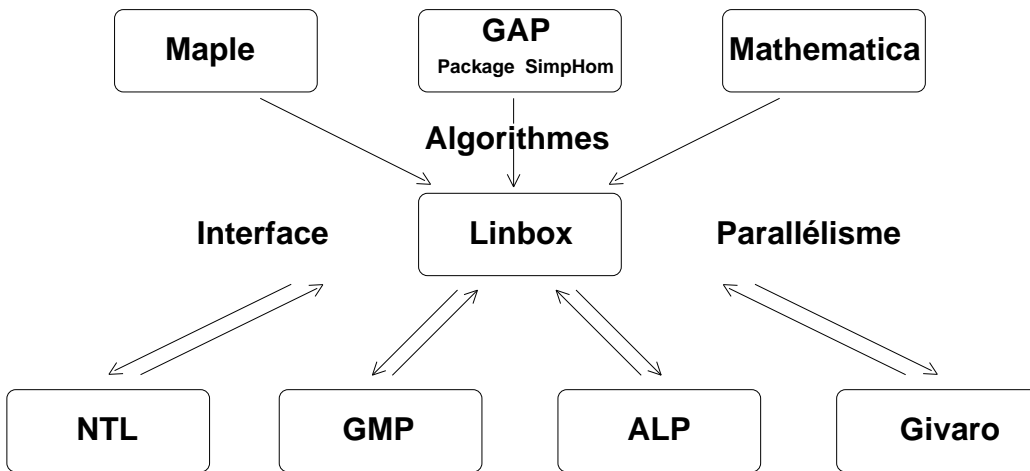 Maple
GAP
Package SimpHom
Mathematica
Algorithmes
Interface
Linbox
Parallélisme
NTL
GMP
ALP
Givaro